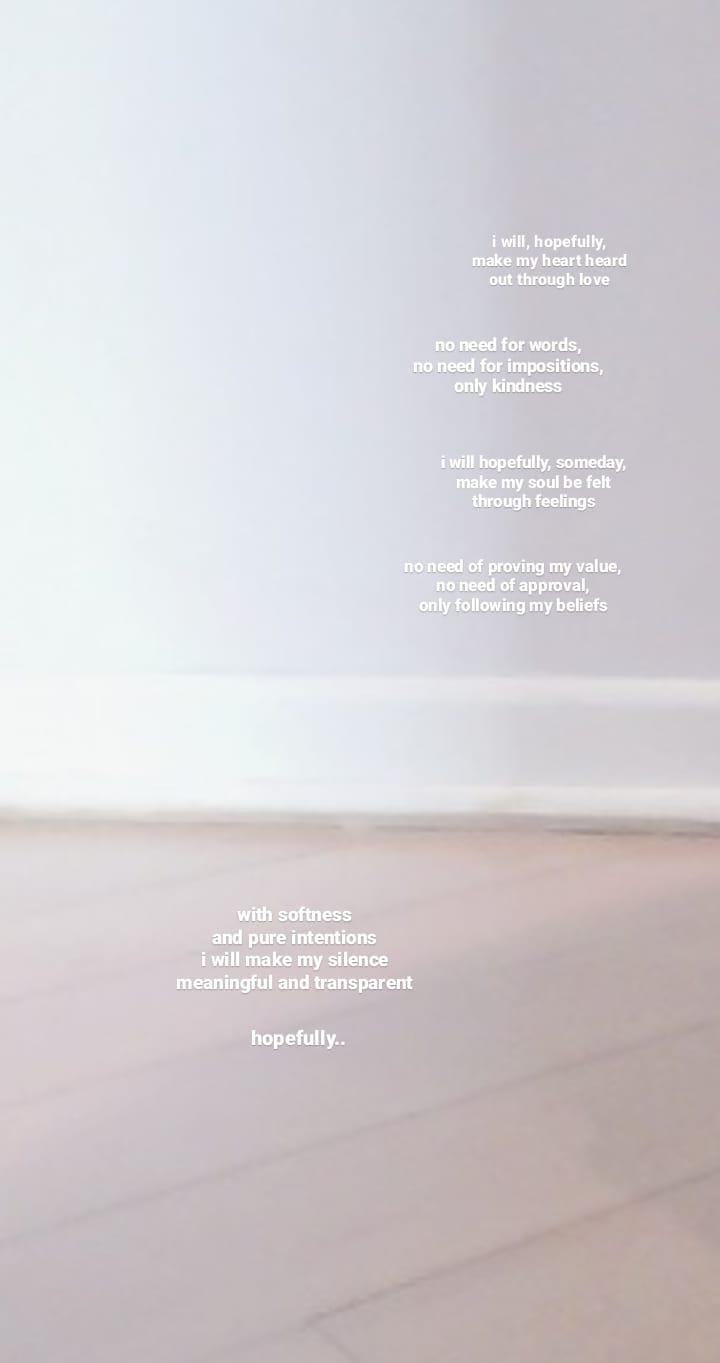 i will, hopefully,
make my heart heard
out through love
no need for words,
no need for impositions,
only kindness
i will hopefully, someday,
make my soul be felt
through feelings
no need of proving my value,
no need of approval,
only following my beliefs
with softness
and pure intentions
i will make my silence
meaningful and transparent
hopefully..